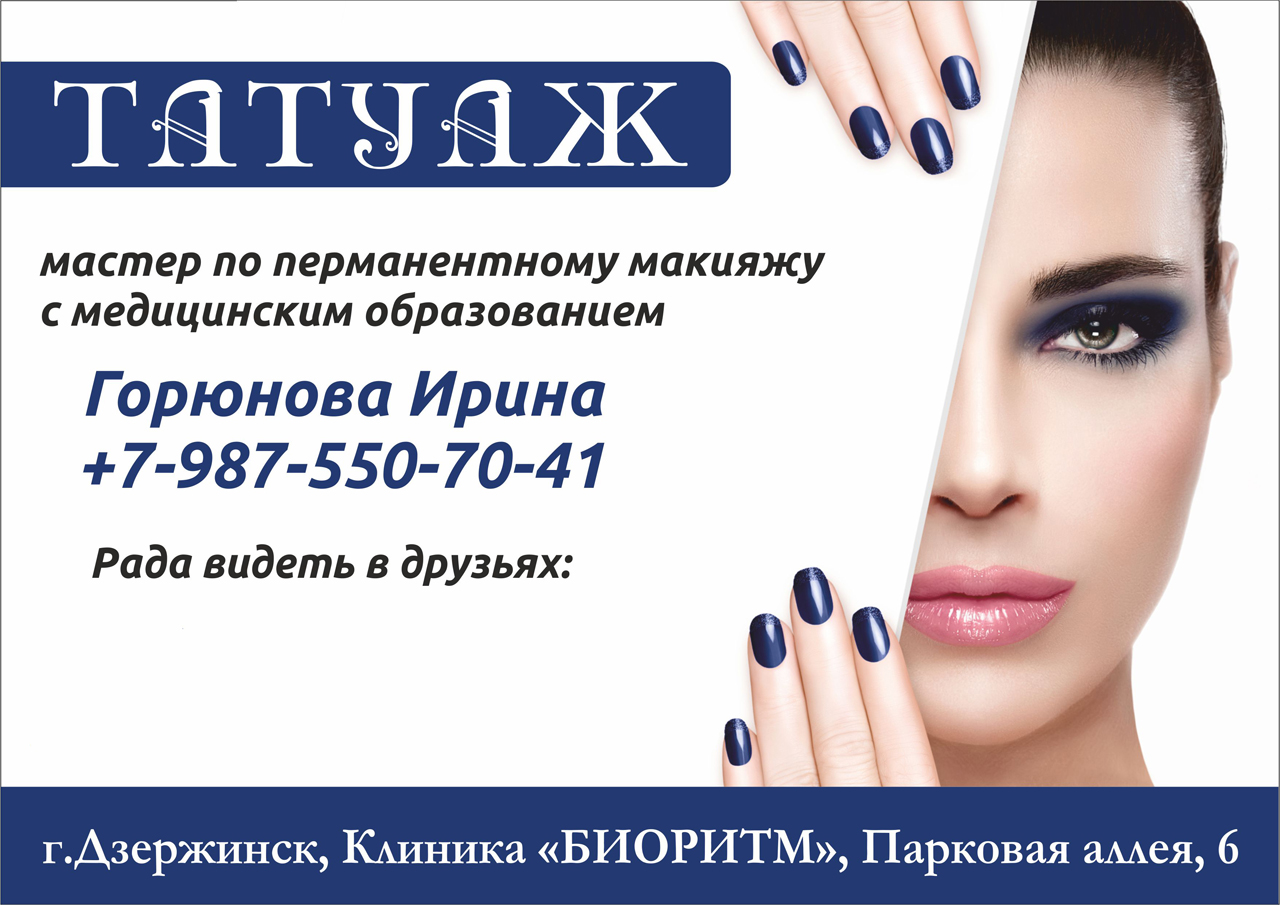 ТАТУАЖ
мастер по перманентному макияжу
с медицинским образованием
Горюнова Ирина
+7-987-550-70-41
Рада видеть в друзьях:
г.Дзержинск, Клиника «БИОРИТМ», Парковая аллея, 6